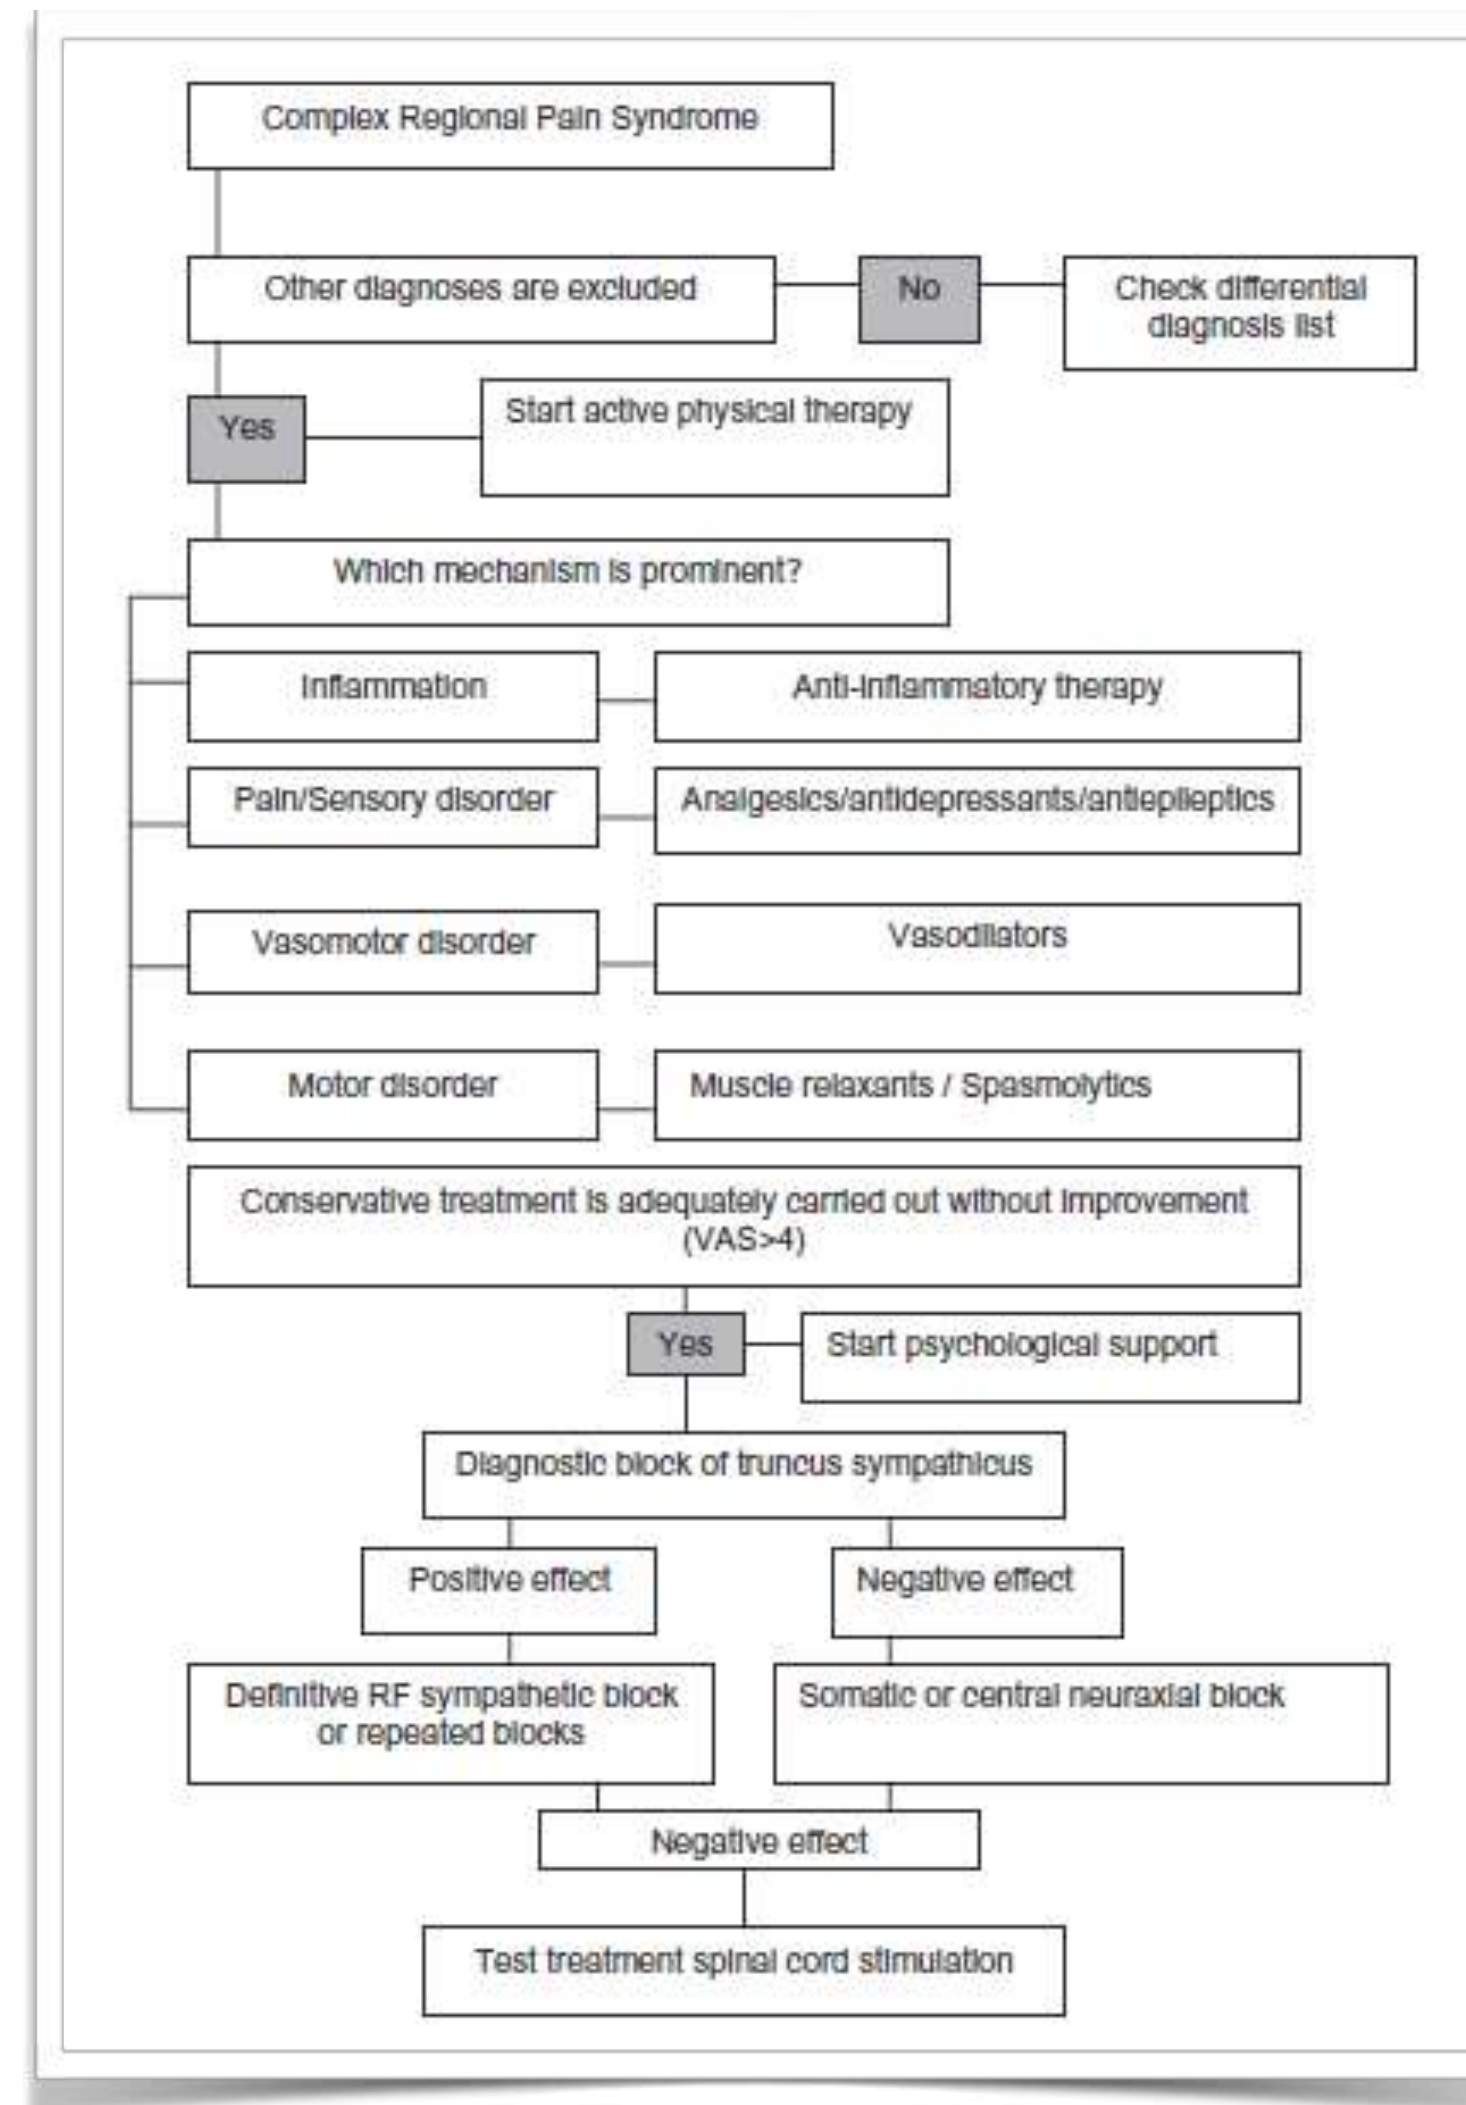 Complex Regional Pain Syndrome
Other diagnoses are excluded
No
Check differential
diagnosis list
Yes
Start active physical therapy
Which mechanism is prominent?
Inflammation
Anti-inflammatory therapy
Pain/Sensory disorder
Analgesics/antidepressants/antiepileptics
Vasomotor disorder
Vasodilators
Motor disorder
Muscle relaxants / Spasmolytics
Conservative treatment is adequately carried out without improvement
(VAS>4)
Yes
Start psychological support
Diagnostic block of truncus sympathicus
Positive effect
Negative effect
Definitive RF sympathetic block
or repeated blocks
Somatic or central neuraxial block
Negative effect
Test treatment spinal cord stimulation